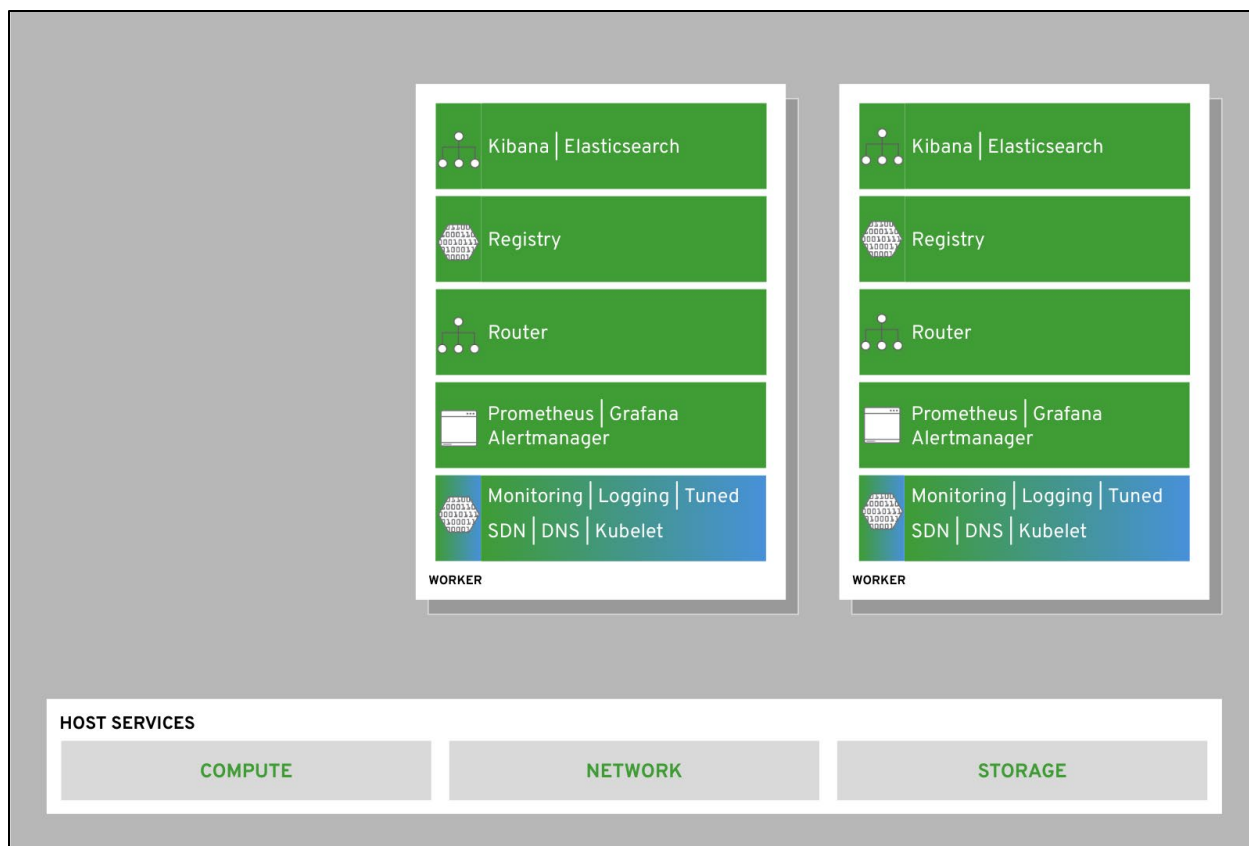 Kibana | Elasticsearch
Registry
Router
Prometheus | Grafana
Alertmanager
Monitoring | Logging | Tuned
SDN | DNS | Kubelet
WORKER
Kibana | Elasticsearch
Registry
Router
Prometheus | Grafana
Alertmanager
Monitoring | Logging | Tuned
SDN | DNS | Kubelet
WORKER
HOST SERVICES
COMPUTE
NETWORK
STORAGE